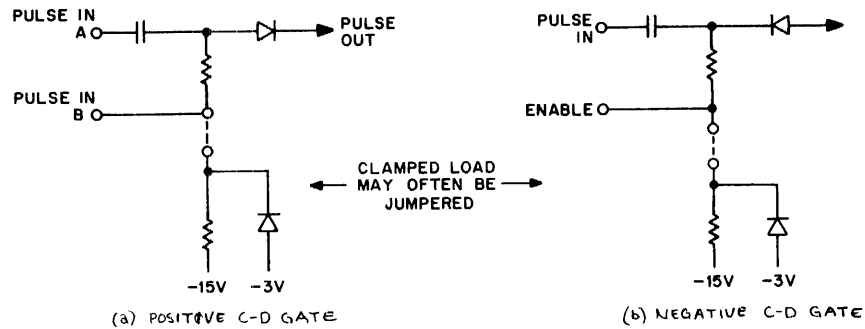 PULSE IN
A
PULSE
OUT
PULSE IN
B
PULSE
IN
ENABLE
CLAMPED LOAD
MAY OFTEN BE
JUMPERED
-15V -3V
-15V -3V
(a) POSITIVE C-D GATE
(b) NEGATIVE C-D GATE